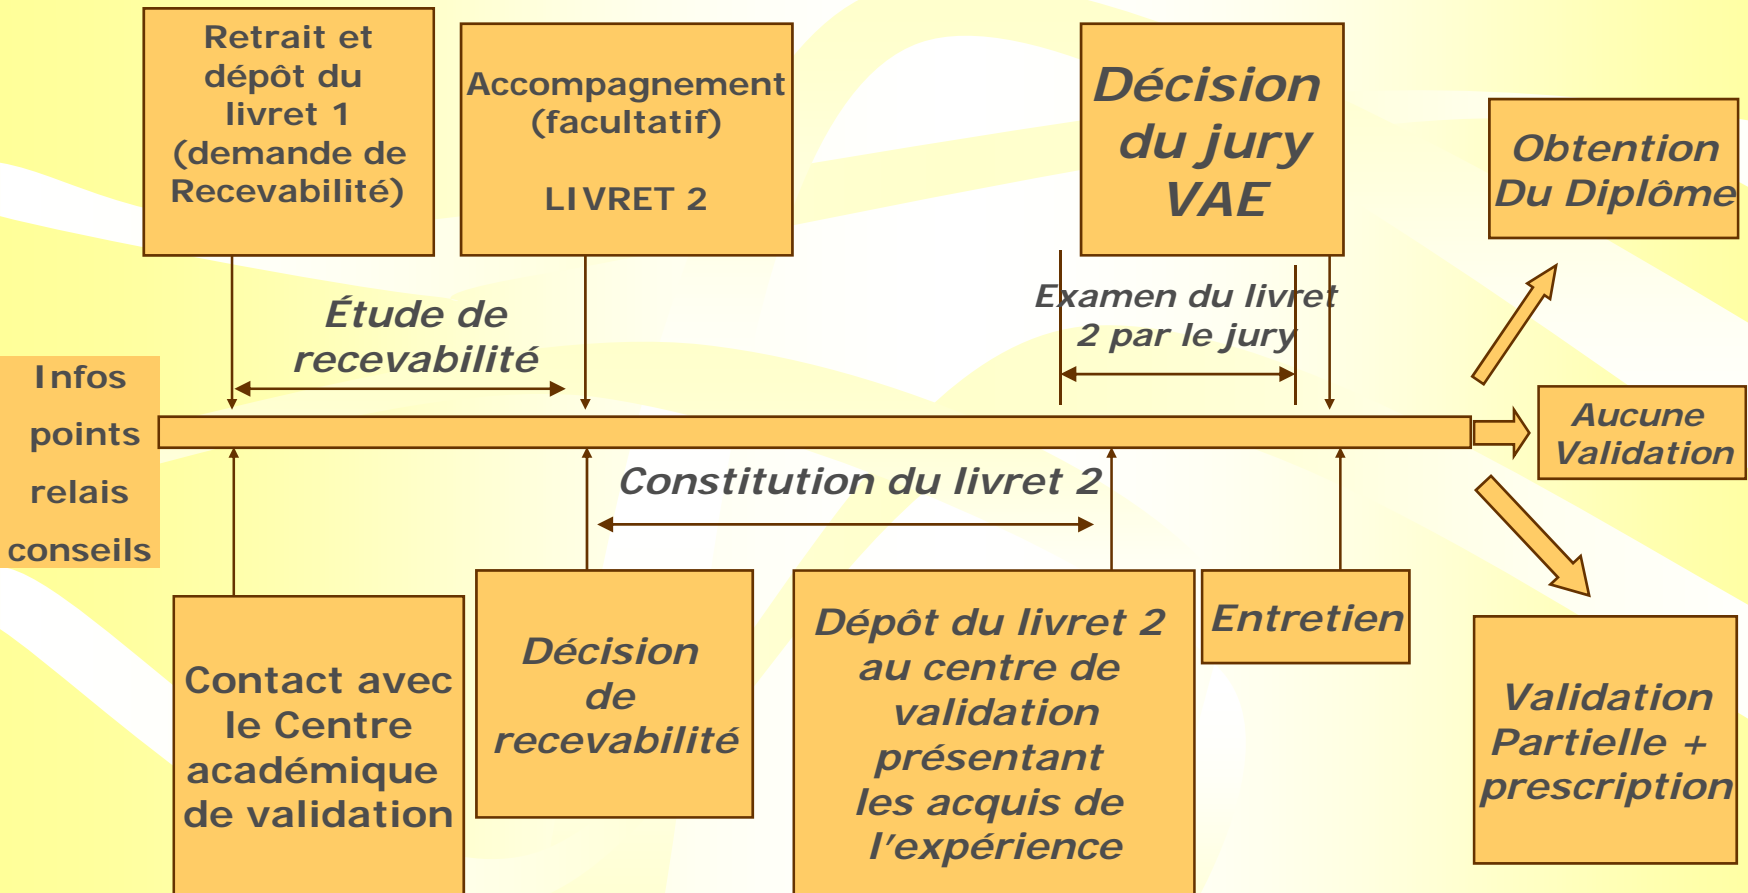 Retrait et
dépôt du
livret 1
(demande de
Recevabilité)
Accompagnement
(facultatif)
LIVRET 2
Décision
du jury
VAE
Obtention
Du Diplôme
Étude de
recevabilité
Examen du livret
2 par le jury
Infos
points
relais
conseils
Aucune
Validation
Constitution du livret 2
Contact avec
le Centre
académique
de validation
Décision
de
recevabilité
Dépôt du livret 2
au centre de
validation
présentant
les acquis de
l'expérience
Entretien
Validation
Partielle +
prescription